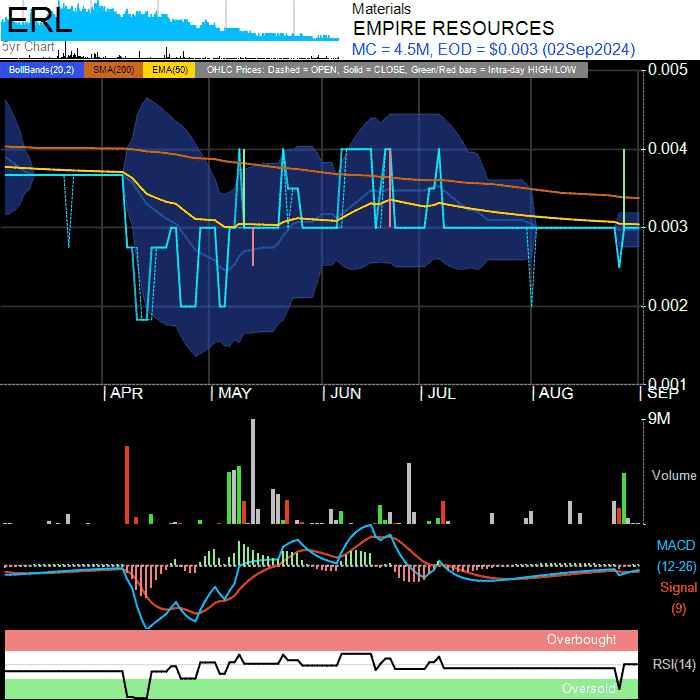 ERL
5yr Chart
Materials
EMPIRE RESOURCES
MC = 4.5M, EOD = $0.003 (02Sep2024)
BollBands(20,2) SMA(200) EMA(50) OHLC Prices: Dashed = OPEN, Solid = CLOSE, Green/Red bars = Intra-day HIGH/LOW
0.005
0.004
0.003
0.002
0.001
APR MAY JUN JUL AUG SEP
9M
Volume
MACD
(12-26)
Signal
(9)
Overbought
RSI(14)
Oversold